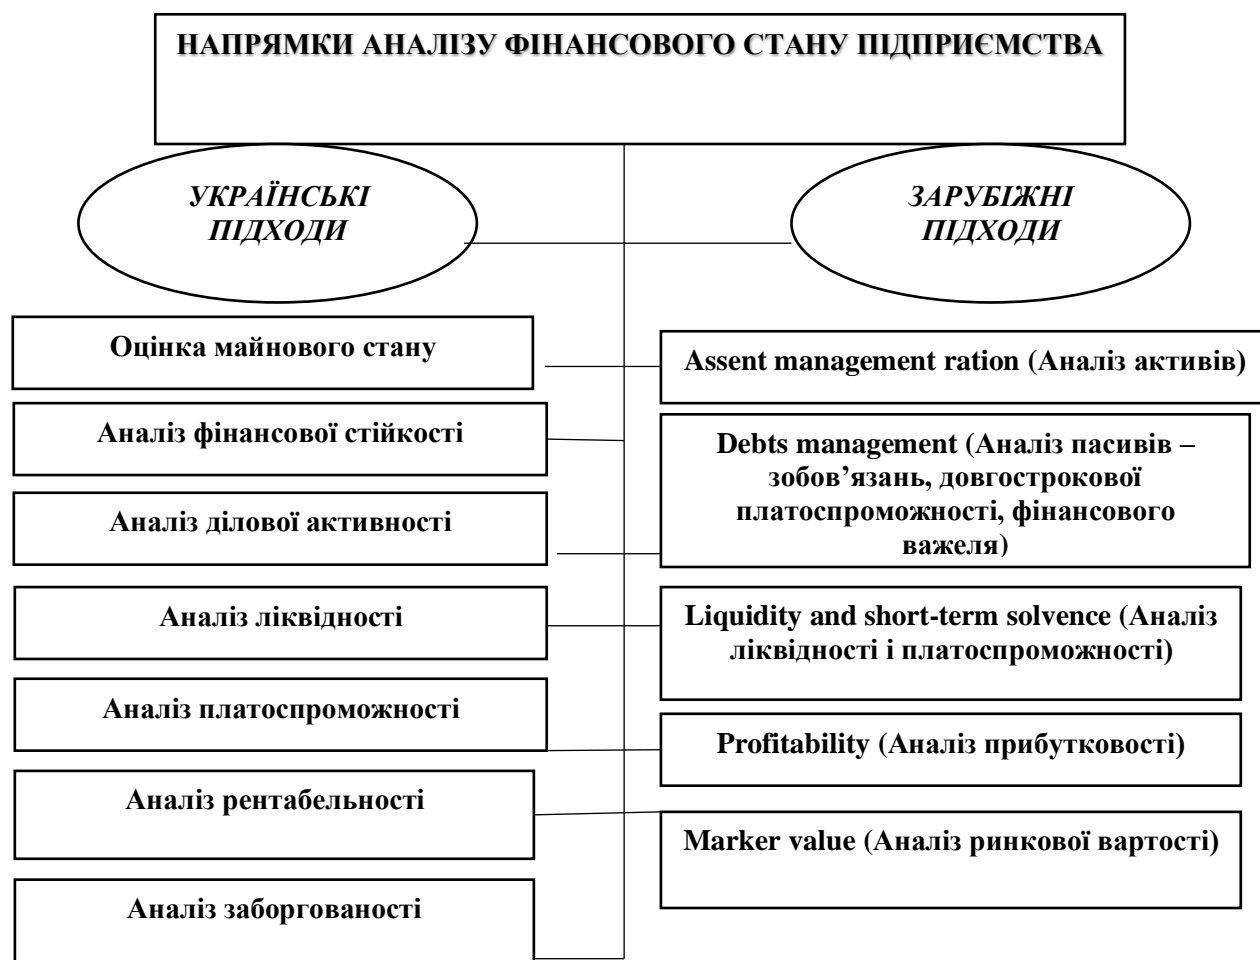 НАПРЯМКИ АНАЛІЗУ ФІНАНСОВОГО СТАНУ ПІДПРИЄМСТВА
УКРАЇНСЬКІ
ПІДХОДИ
ЗАРУБІЖНІ
ПІДХОДИ
Оцінка майнового стану
Аналіз фінансової стійкості
Аналіз ділової активності
Аналіз ліквідності
Аналіз платоспроможності
Аналіз рентабельності
Аналіз заборгованості
Assent management ration (Аналіз активів)
Debts management (Аналіз пасивів –
зобов’язань, довгострокової
платоспроможності, фінансового
важеля)
Liquidity and short-term solvence (Аналіз
ліквідності і платоспроможності)
Profitability (Аналіз прибутковості)
Marker value (Аналіз ринкової вартості)